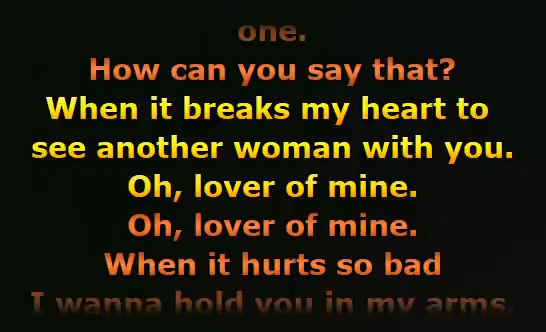 one.
How can you say that?
When it breaks my heart to
see another woman with you.
Oh, lover of mine.
Oh, lover of mine.
When it hurts so bad
I wanna hold you in my arms.